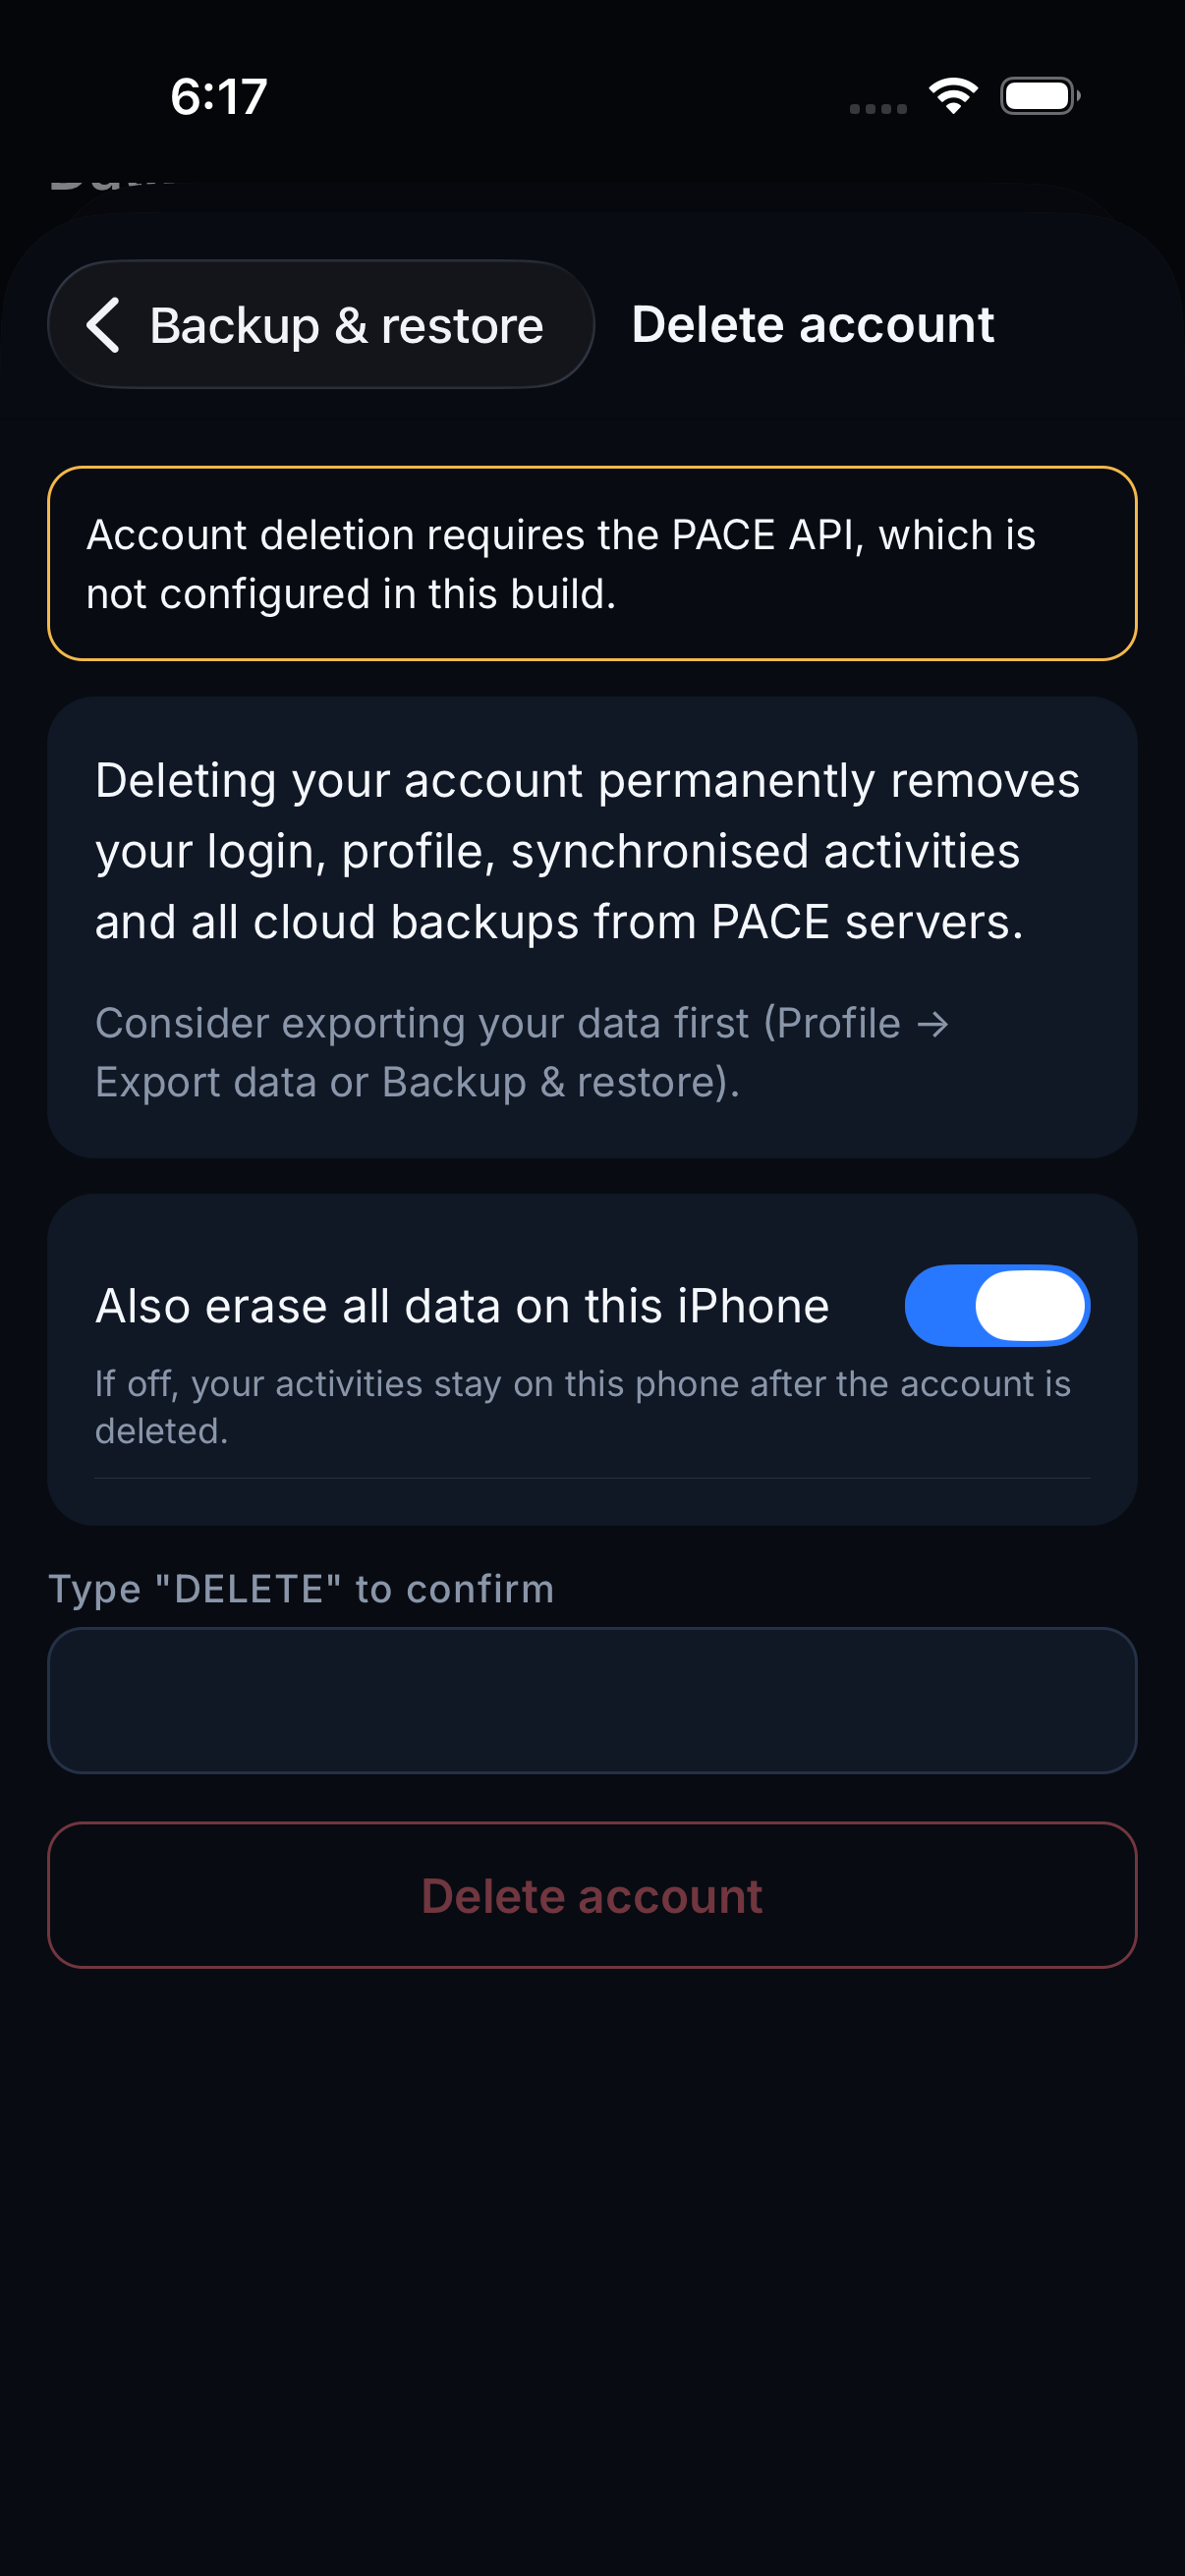 6:17
Backup & restore
Delete account
Account deletion requires the PACE API, which is
not configured in this build.
Deleting your account permanently removes
your login, profile, synchronised activities
and all cloud backups from PACE servers.
Consider exporting your data first (Profile →
Export data or Backup & restore).
Also erase all data on this iPhone
If off, your activities stay on this phone after the account is
deleted.
Type "DELETE" to confirm
Delete account